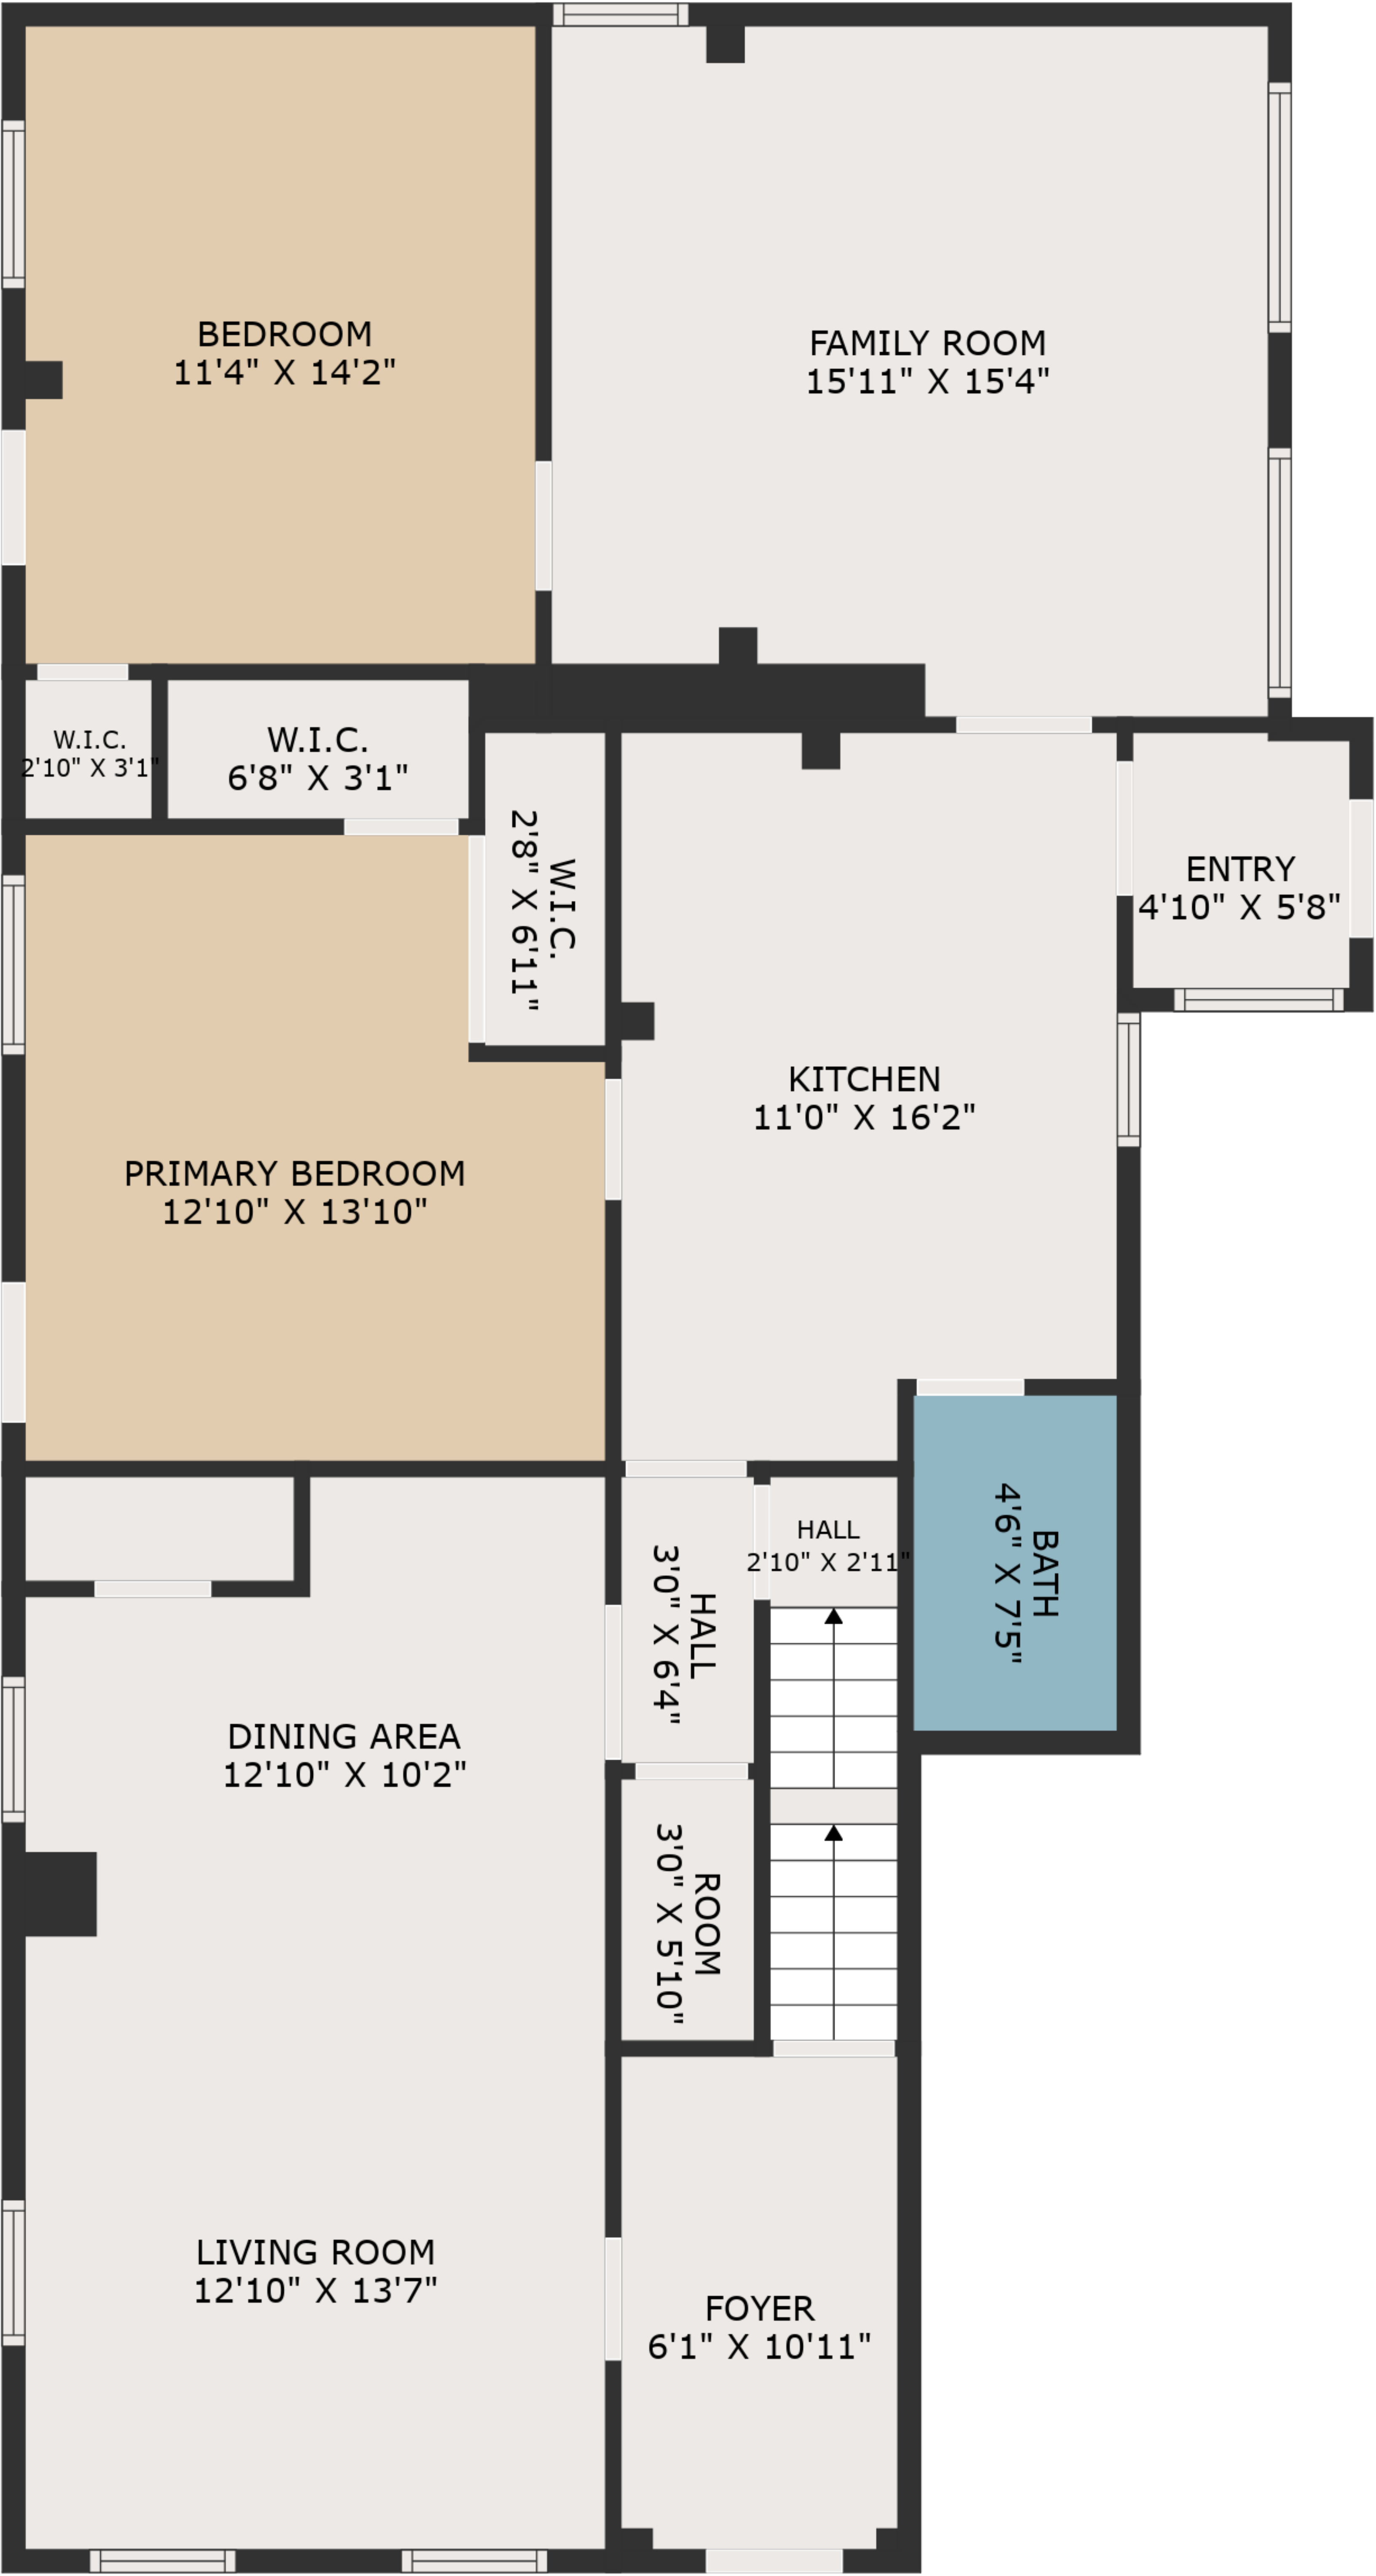 BEDROOM
11'4" X 14'2"
FAMILY ROOM
15'11" X 15'4"
W.I.C.
2'10" X 3'1"
W.I.C.
6'8" X 3'1"
W.I.C.
2'8" X 6'11"
ENTRY
4'10" X 5'8"
KITCHEN
11'0" X 16'2"
PRIMARY BEDROOM
12'10" X 13'10"
HALL
2'10" X 2'11"
BATH
4'6" X 7'5"
HALL
3'0" X 6'4"
DINING AREA
12'10" X 10'2"
ROOM
3'0" X 5'10"
LIVING ROOM
12'10" X 13'7"
FOYER
6'1" X 10'11"